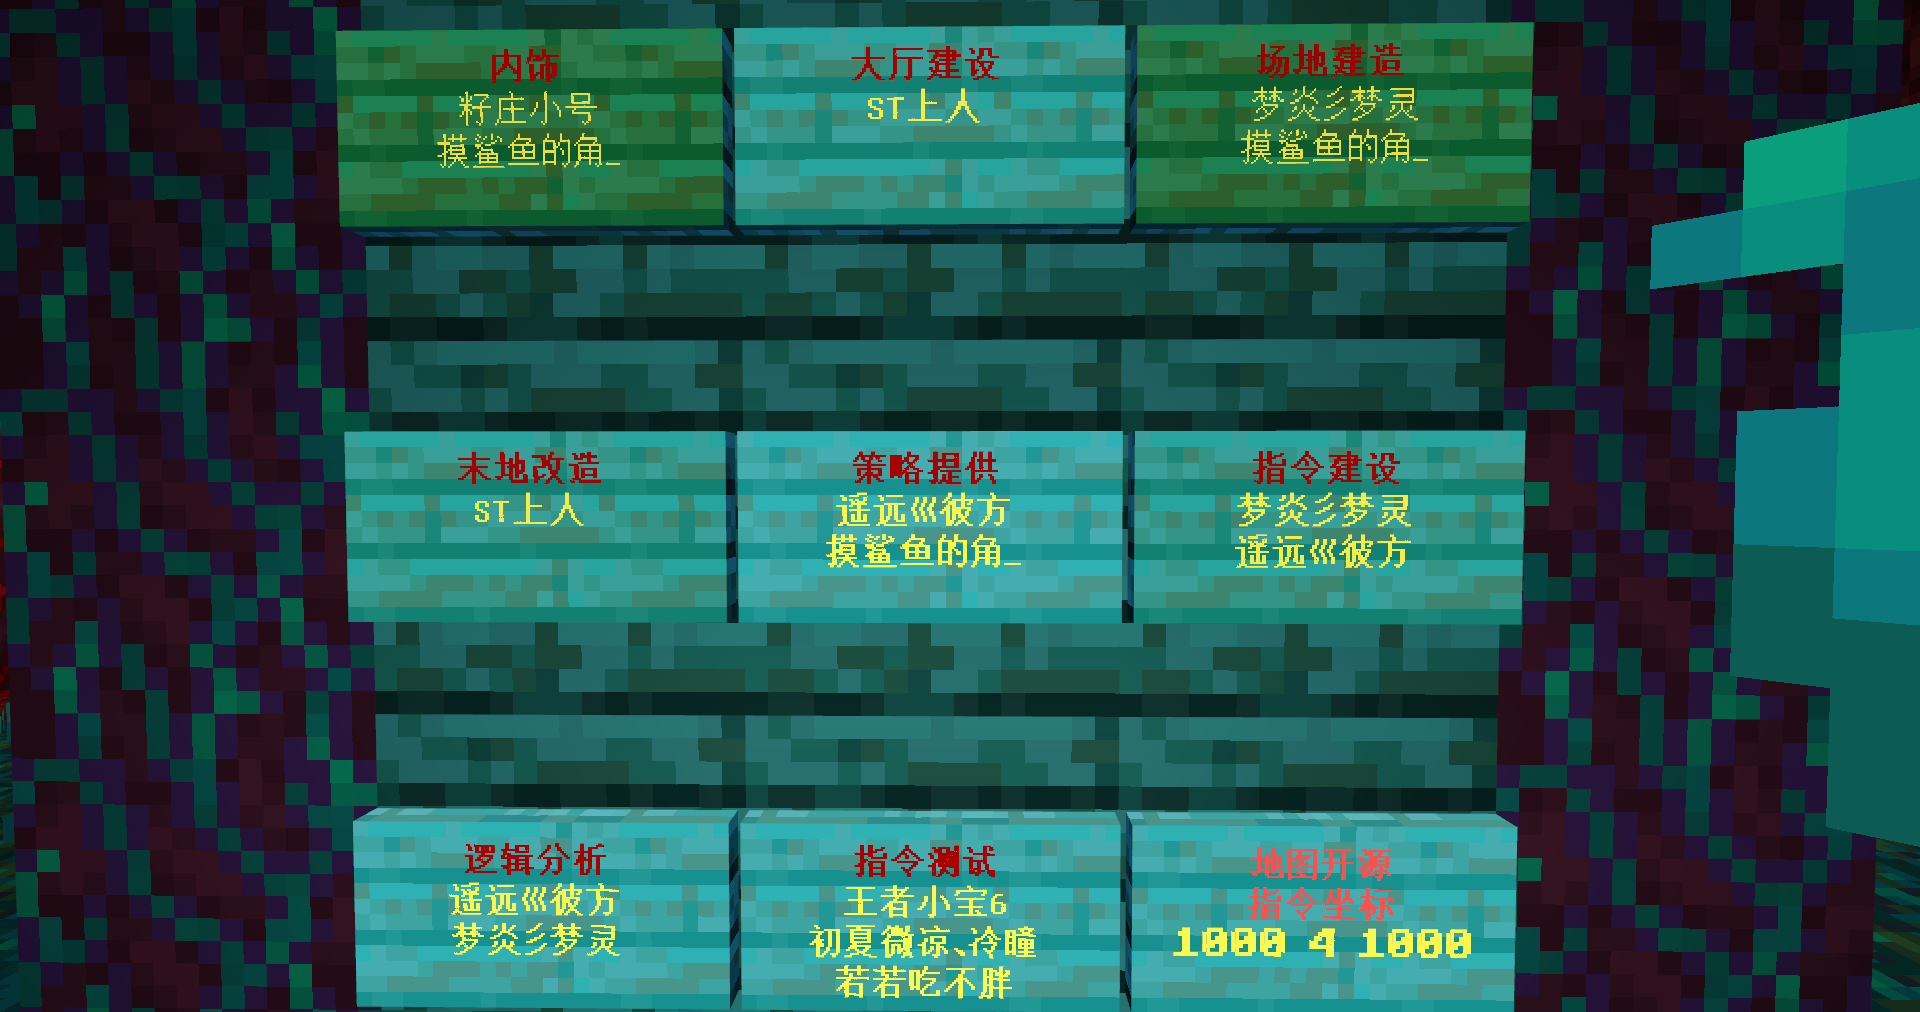 内饰
籽庄小号
摸鲨鱼的角_
大厅建设
ST上人
场地建造
梦炎彡梦灵
摸鲨鱼的角_
末地改造
ST上人
策略提供
遥远巛彼方
摸鲨鱼的角_
指令建设
梦炎彡梦灵
遥远巛彼方
逻辑分析
遥远巛彼方
梦炎彡梦灵
指令测试
王者小宝6
初夏微凉、冷瞳
若若吃不胖
地图开源
指令坐标
1000 4 1000